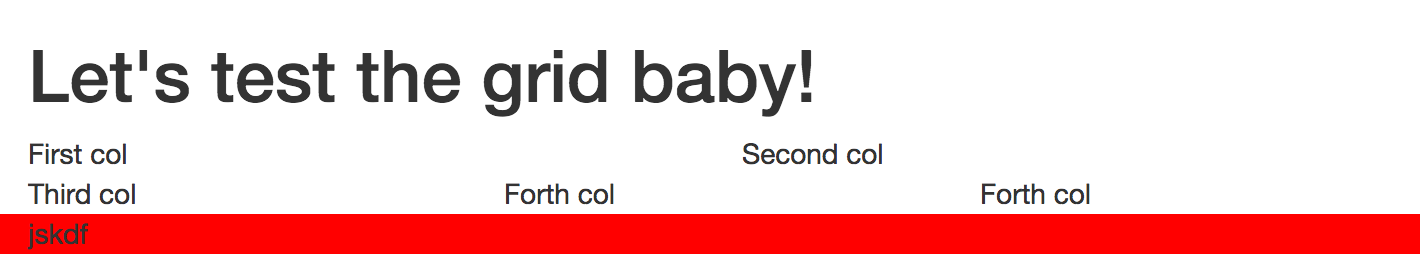 Let's test the grid baby!
First col Second col
Third col Forth col Forth col
jskdf